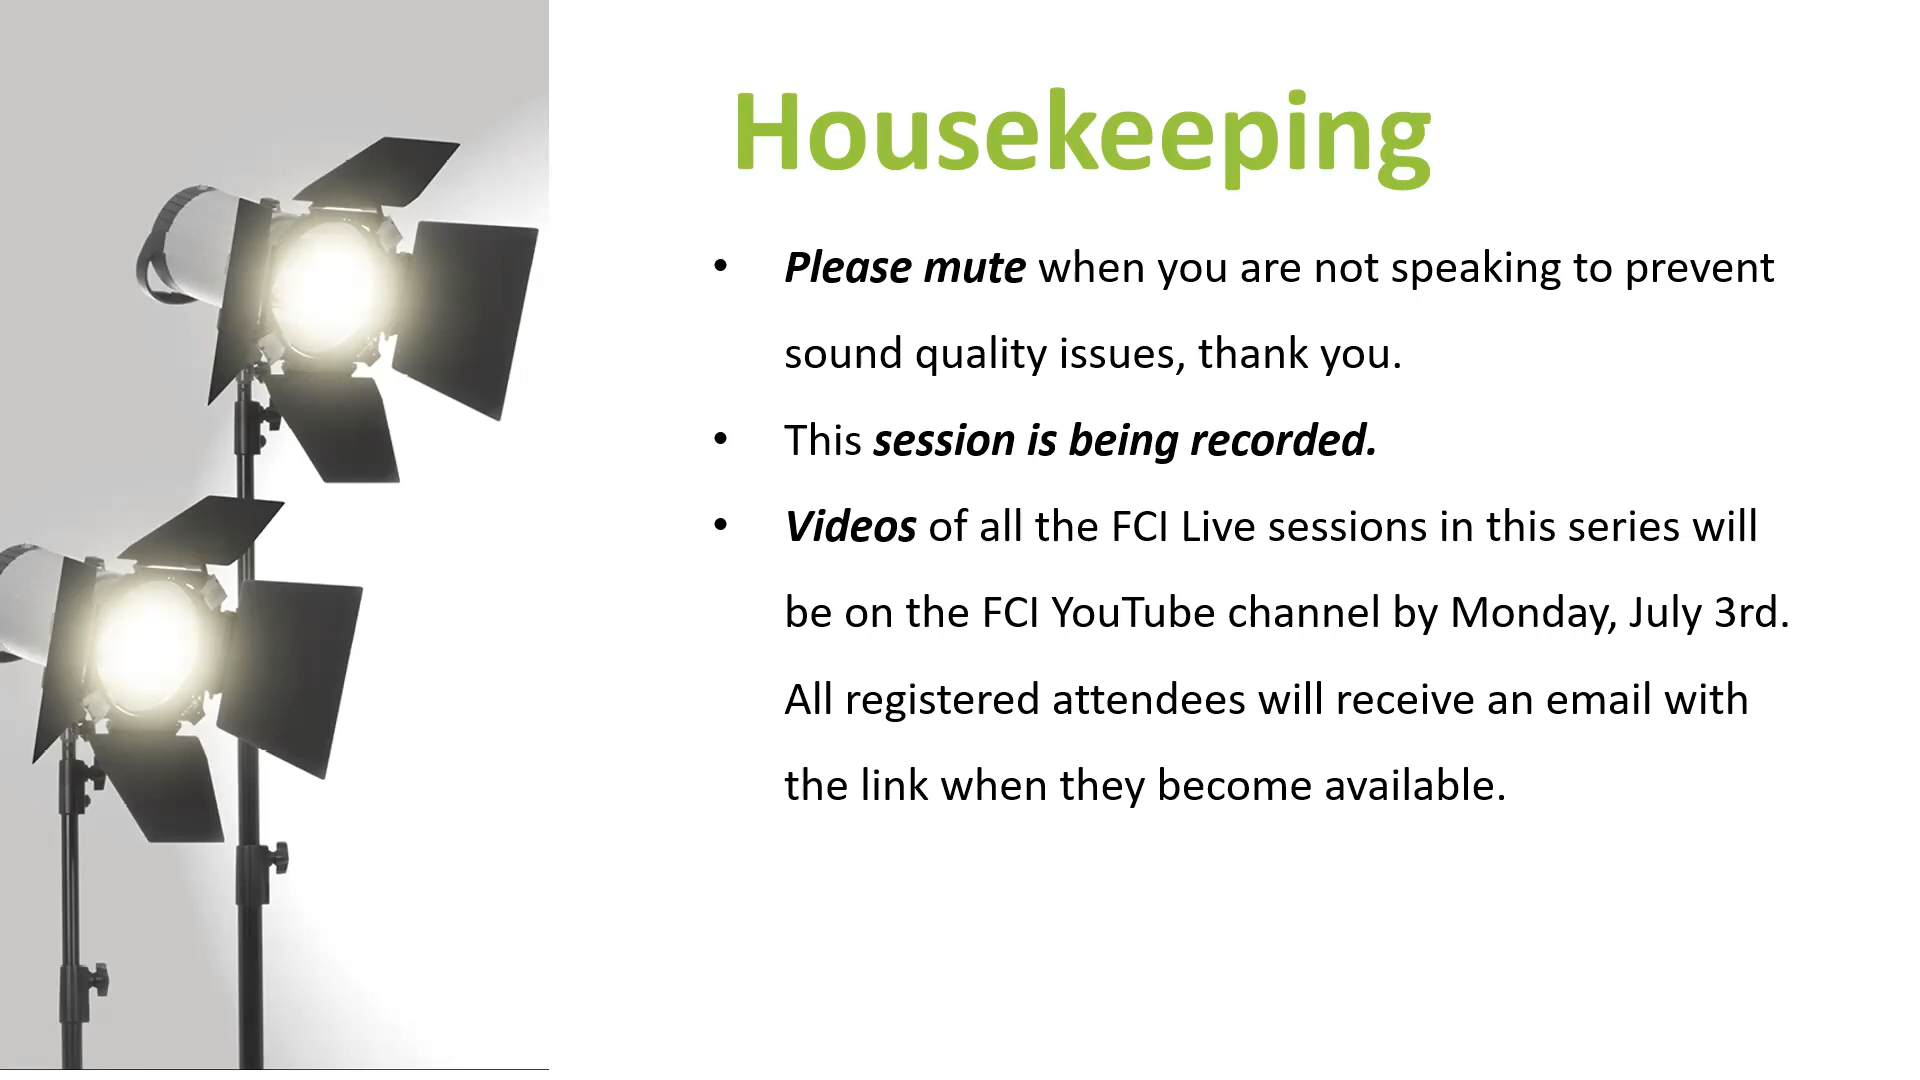 Housekeeping
• Please mute when you are not speaking to prevent
sound quality issues, thank you.
• This session is being recorded.
• Videos of all the FCI Live sessions in this series will
be on the FCI YouTube channel by Monday, July 3rd.
All registered attendees will receive an email with
the link when they become available.